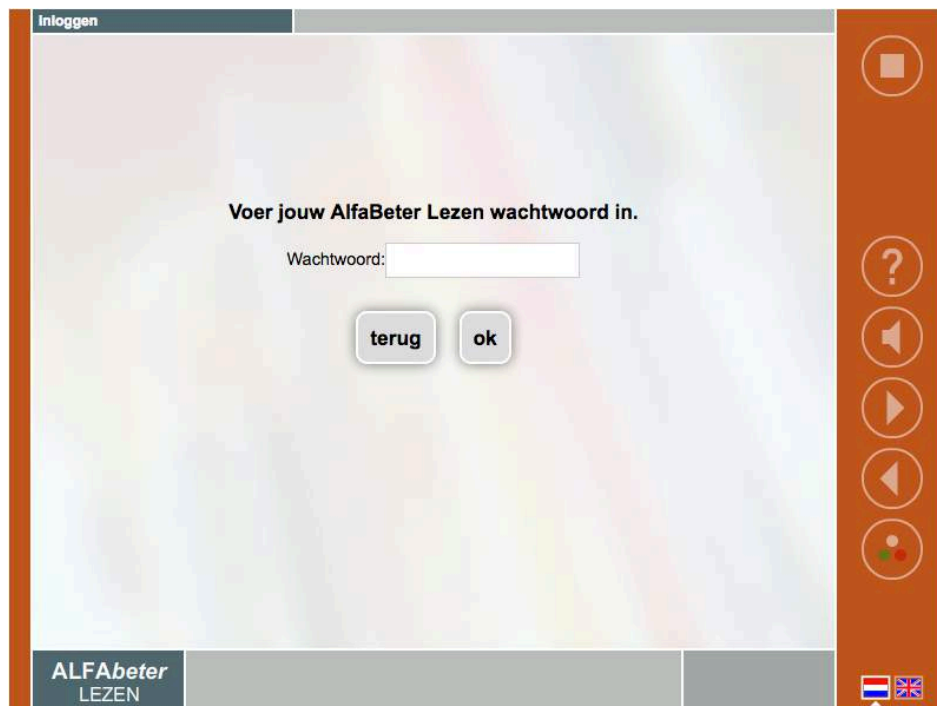 Inloggen
Voer jouw AlfaBeter Lezen wachtwoord in.
Wachtwoord:
terug ok
?
ALFAbeter
LEZEN